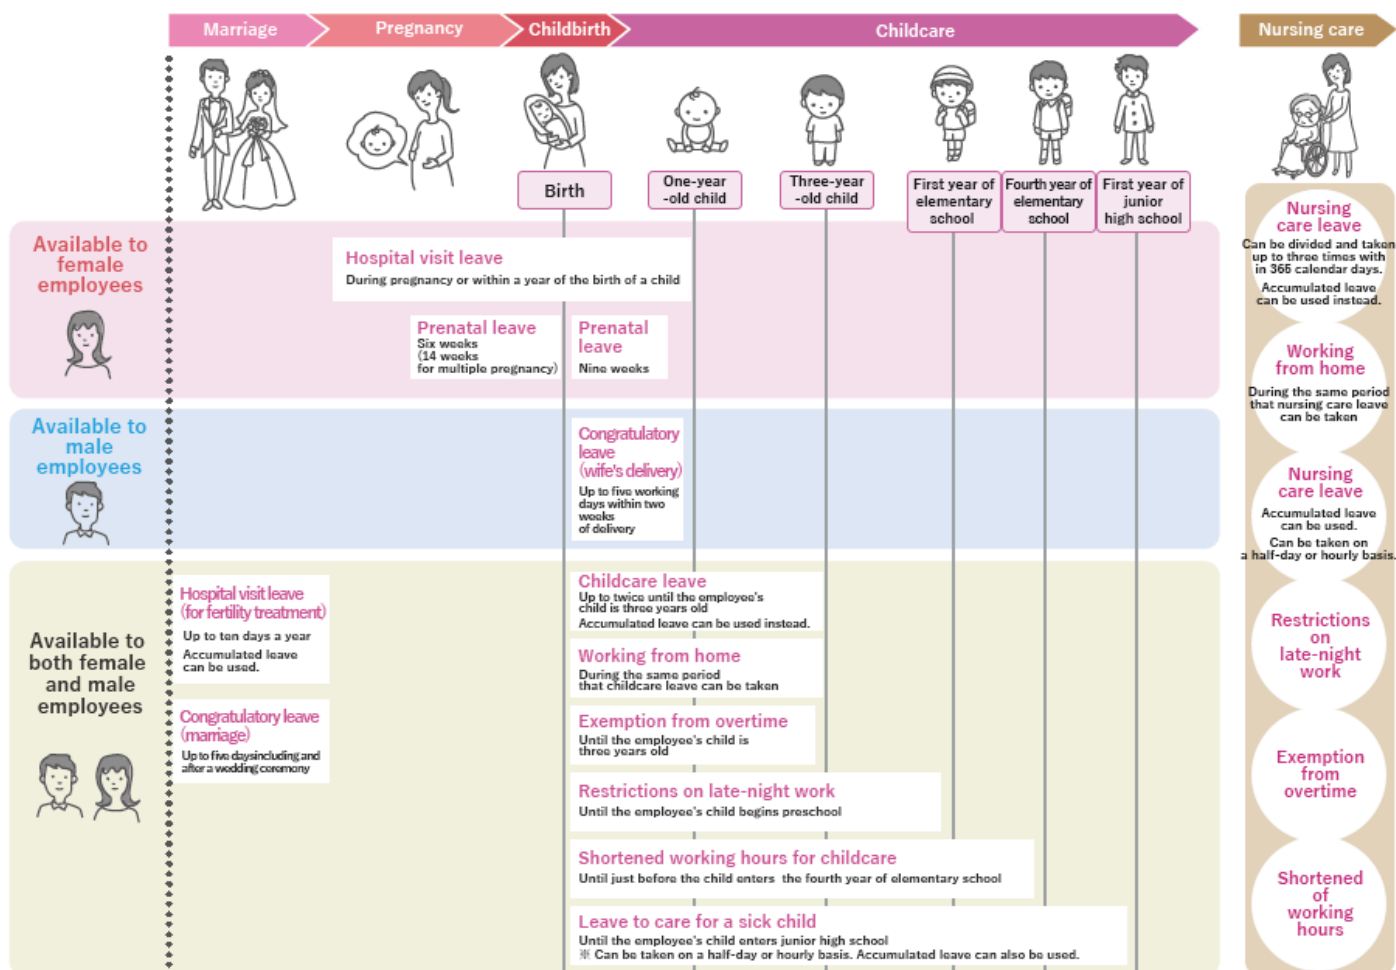 Marriage
Pregnancy
Childbirth
Childcare
Nursing care
Birth
One-year
-old child
Three-year
-old child
First year of
elementary
school
Fourth year of
elementary
school
First year of
junior
high school
Available to
female
employees
Hospital visit leave
During pregnancy or within a year of the birth of a child
Prenatal leave
Six weeks
(14 weeks
for multiple pregnancy)
Prenatal
leave
Nine weeks
Available to
male
employees
Congratulatory
leave
(wife's delivery)
Up to five working
days within two
weeks
of delivery
Available to
both female
and male
employees
Hospital visit leave
(for fertility treatment)
Up to ten days a year
Accumulated leave
can be used.
Congratulatory leave
(marriage)
Up to five daysincluding and
after a wedding ceremony
Childcare leave
Up to twice until the employee's
child is three years old
Accumulated leave can be used instead.
Working from home
During the same period
that childcare leave can be taken
Exemption from overtime
Until the employee's child is
three years old
Restrictions on late-night work
Until the employee's child begins preschool
Shortened working hours for childcare
Until just before the child enters the fourth year of elementary school
Leave to care for a sick child
Until the employee's child enters junior high school
※ Can be taken on a half-day or hourly basis. Accumulated leave can also be used.
Nursing
care leave
Can be divided and taken
up to three times with
in 365 calendar days.
Accumulated leave
can be used instead.
Working
from home
During the same period
that nursing care leave
can be taken
Nursing
care leave
Accumulated leave
can be used.
Can be taken on
a half-day or hourly basis.
Restrictions
on
late-night
work
Exemption
from
overtime
Shortened
of
working
hours